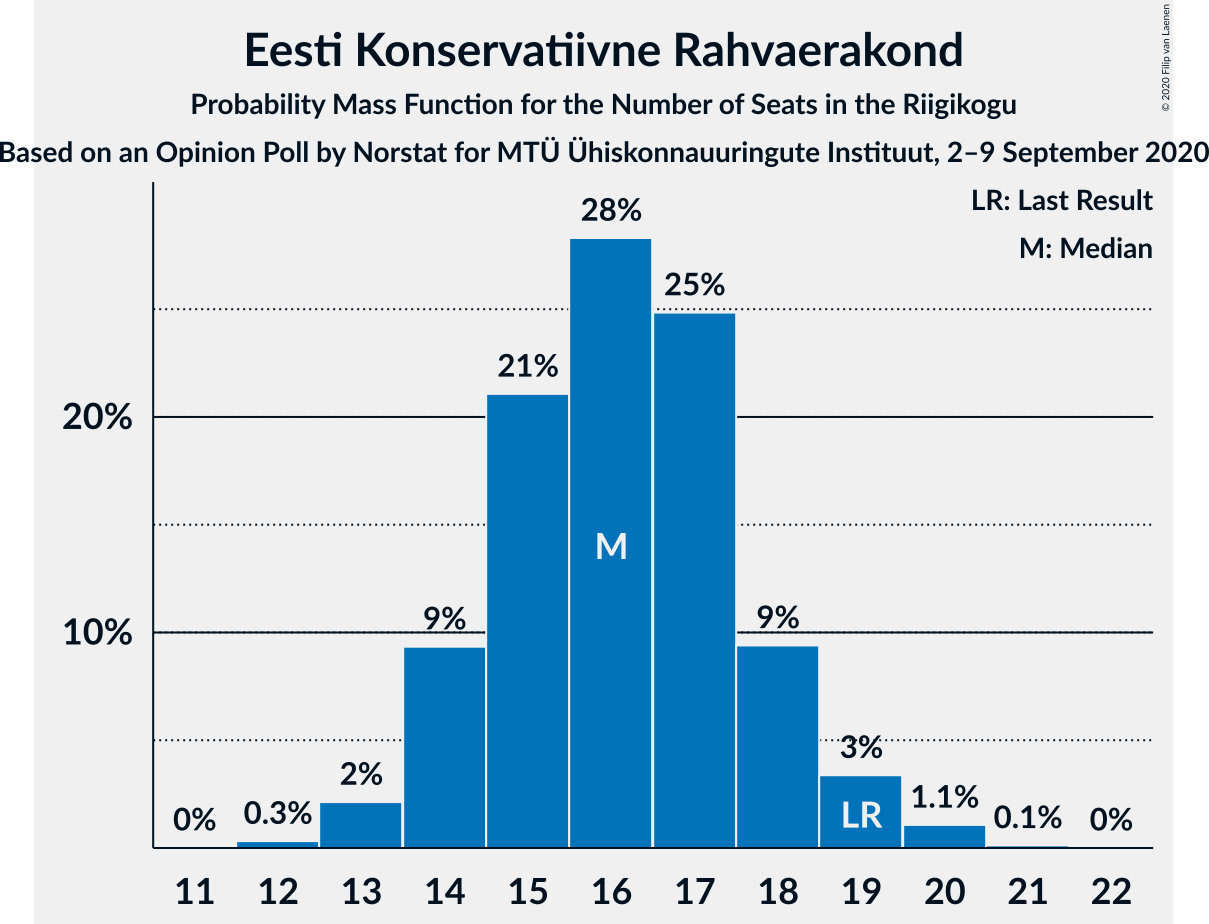 Eesti Konservatiivne Rahvaerakond
Probability Mass Function for the Number of Seats in the Riigikogu
Based on an Opinion Poll by Norstat for MTÜ Ühiskonnauuringute Instituut, 2–9 September 2020
© 2020 Filip van Laenen
LR: Last Result
M: Median
28%
25%
21%
20%
M
9%
9%
10%
3%
2%
LR
1.1%
0.3%
0.1%
0%
0%
11 12 13 14 15 16 17 18 19 20 21 22